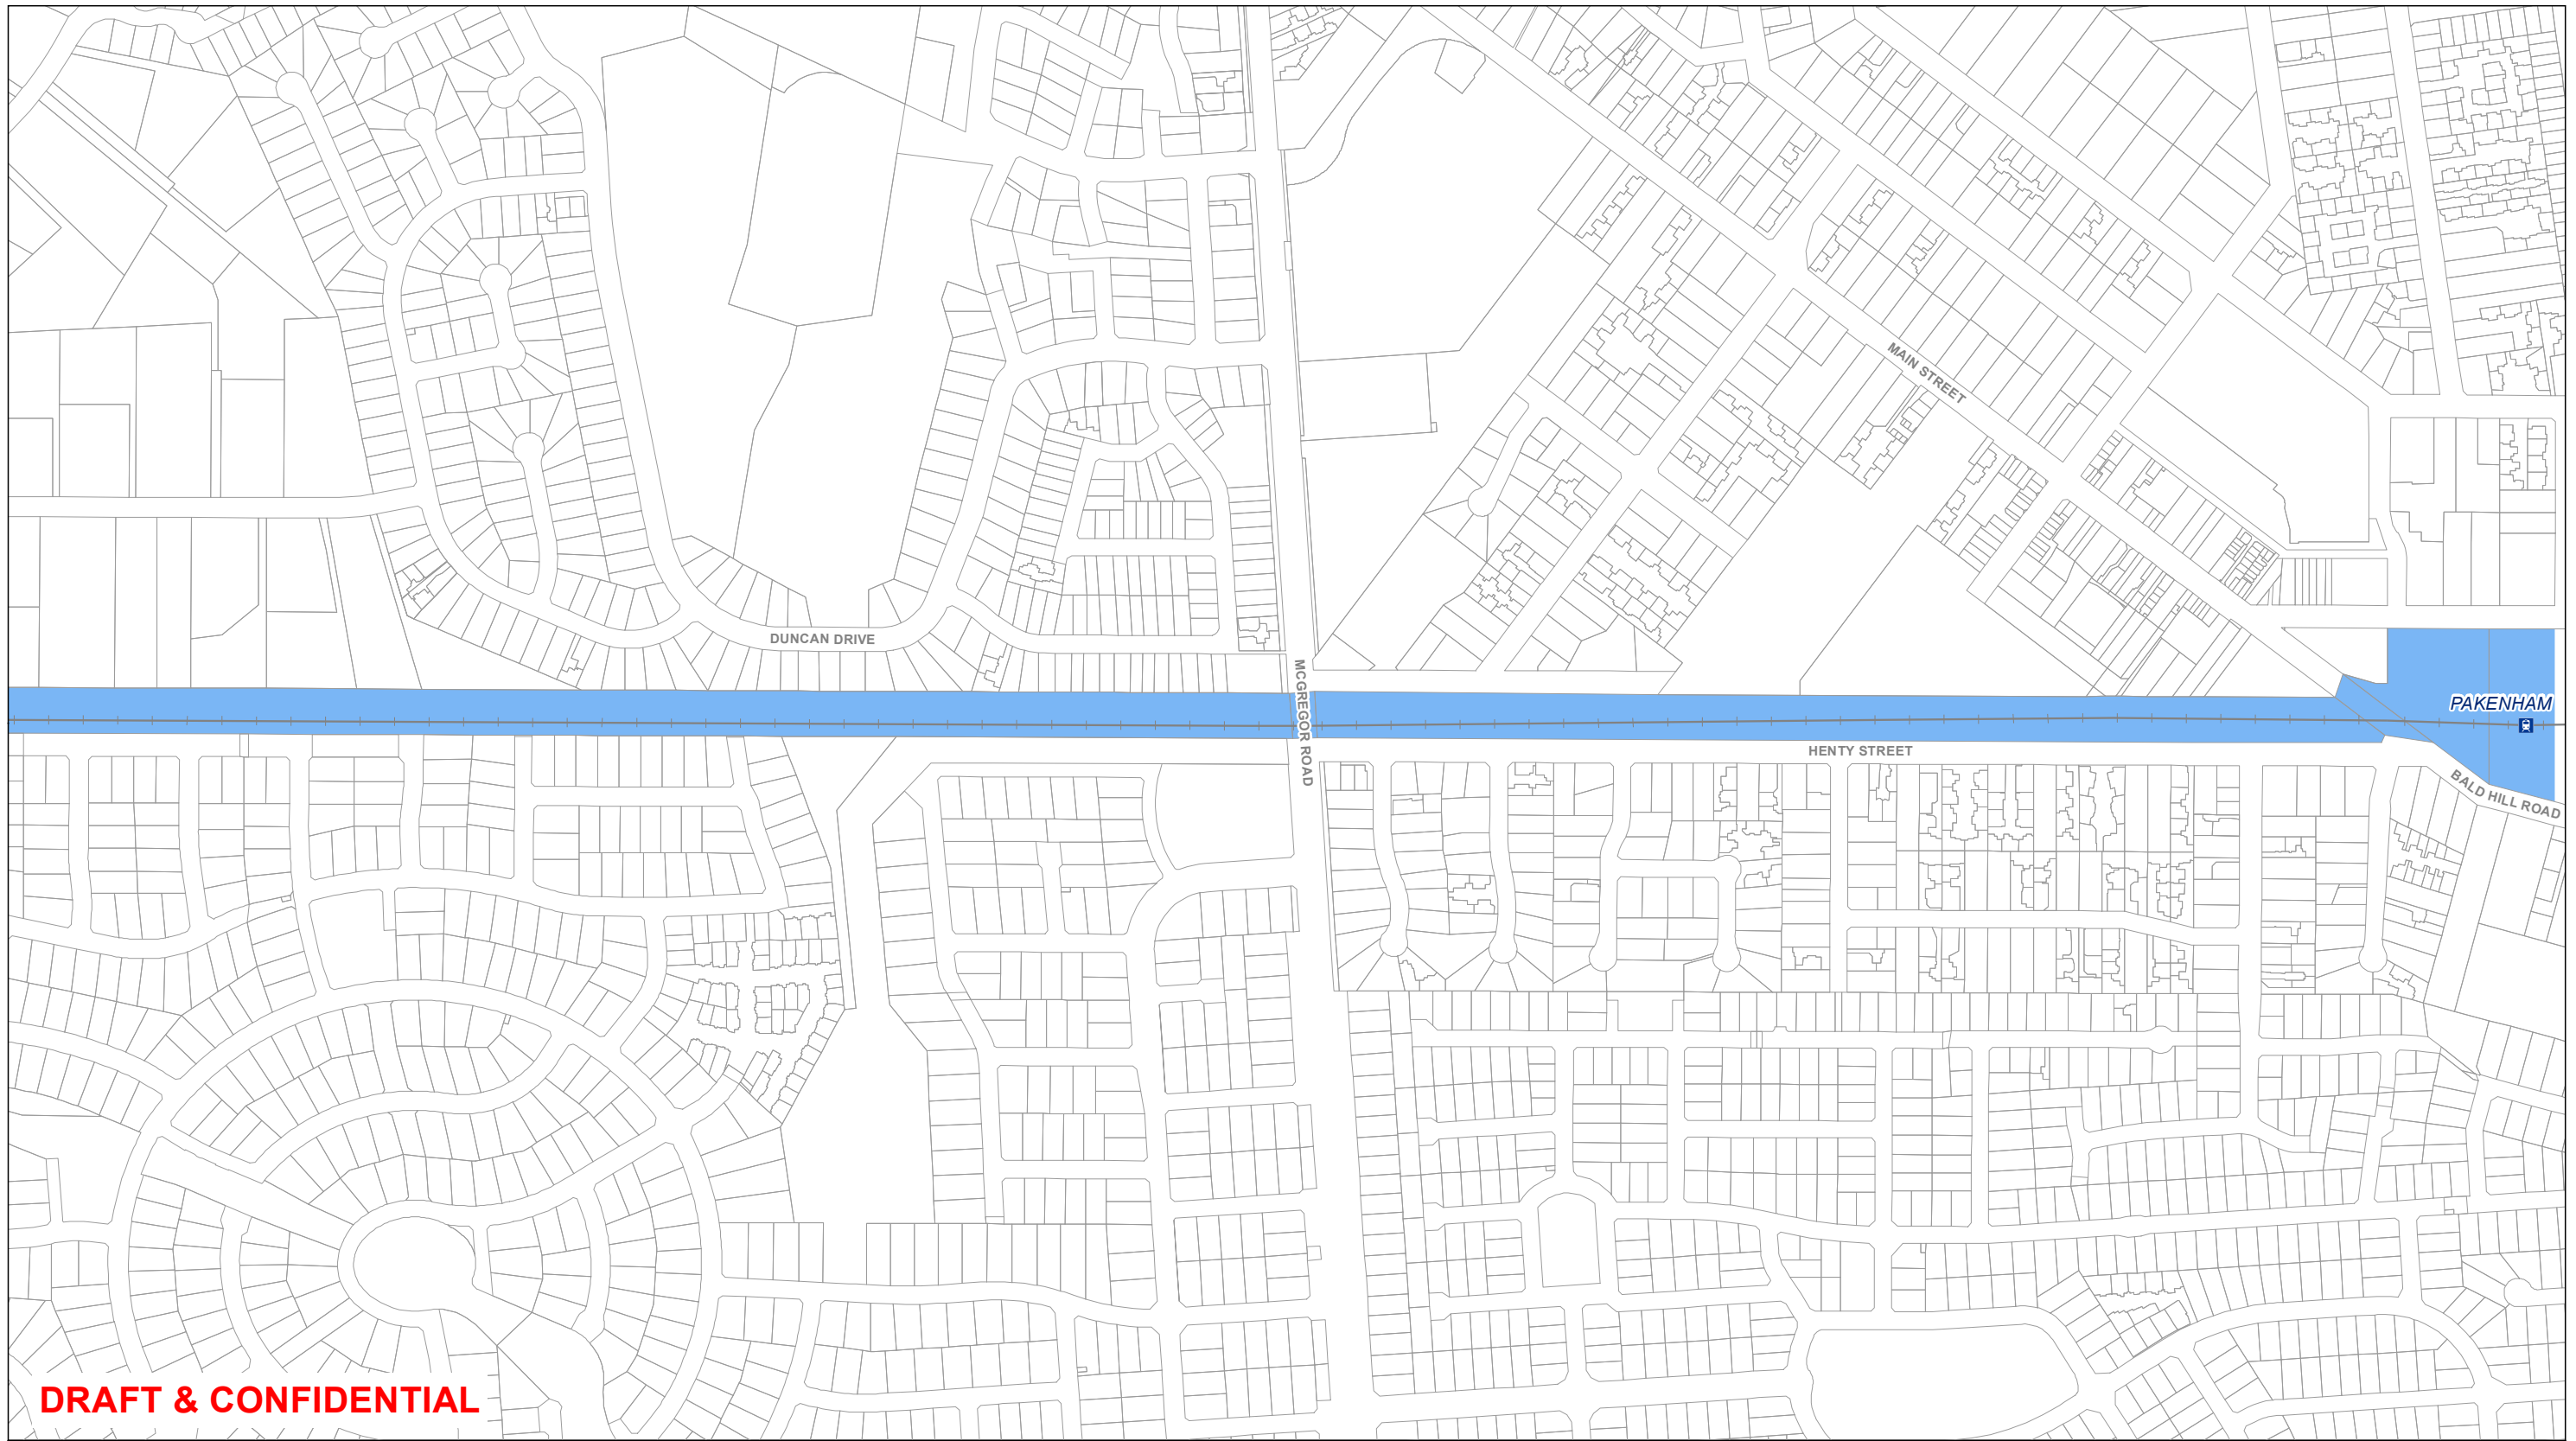 MAIN STREET
DUNCAN DRIVE
MCGREGOR ROAD
PAKENHAM
HENTY STREET
BALD HILL ROAD
DRAFT & CONFIDENTIAL